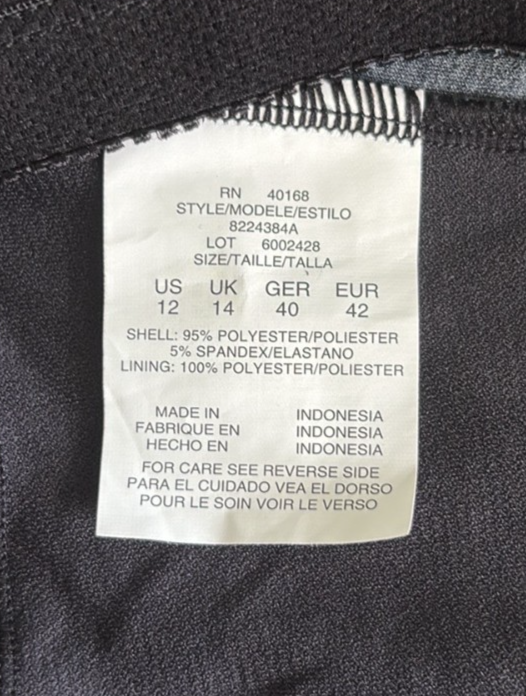 RN 40168
STYLE/MODELE/ESTILO
8224384A
LOT 6002428
SIZE/TAILLE/TALLA
US UK GER EUR
12 14 40 42
SHELL: 95% POLYESTER/POLIESTER
5% SPANDEX/ELASTANO
LINING: 100% POLYESTER/POLIESTER
MADE IN INDONESIA
FABRIQUE EN INDONESIA
HECHO EN INDONESIA
FOR CARE SEE REVERSE SIDE
PARA EL CUIDADO VEA EL DORSO
POUR LE SOIN VOIR LE VERSO